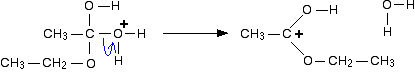 O—H O—H O
CH₃—C—O—H CH₃—C H
H + + H
CH₃—CH₂—O O—CH₂—CH₃